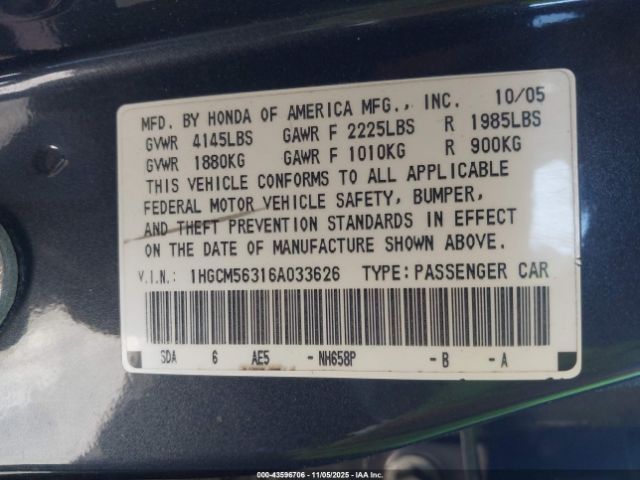 MFD. BY HONDA OF AMERICA MFG., INC. 10/05
GVWR 4145LBS GAWR F 2225LBS R 1985LBS
GVWR 1880KG GAWR F 1010KG R 900KG
THIS VEHICLE CONFORMS TO ALL APPLICABLE
FEDERAL MOTOR VEHICLE SAFETY, BUMPER,
AND THEFT PREVENTION STANDARDS IN EFFECT
ON THE DATE OF MANUFACTURE SHOWN ABOVE.
V.I.N.: 1HGCM56316A033626 TYPE: PASSENGER CAR
SDA 6 AE5 - NH658P - B - A
000-43596706 - 11/05/2025 - IAA Inc. (US)